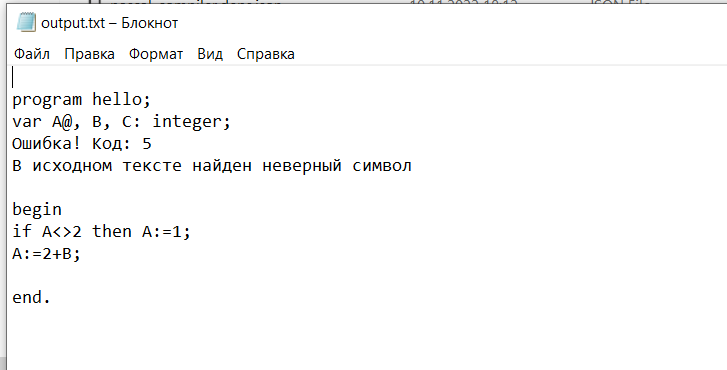 output.txt – Блокнот
Файл Правка Формат Вид Справка
program hello;
var A@, B, C: integer;
Ошибка! Код: 5
В исходном тексте найден неверный символ
begin
if A<>2 then A:=1;
A:=2+B;
end.